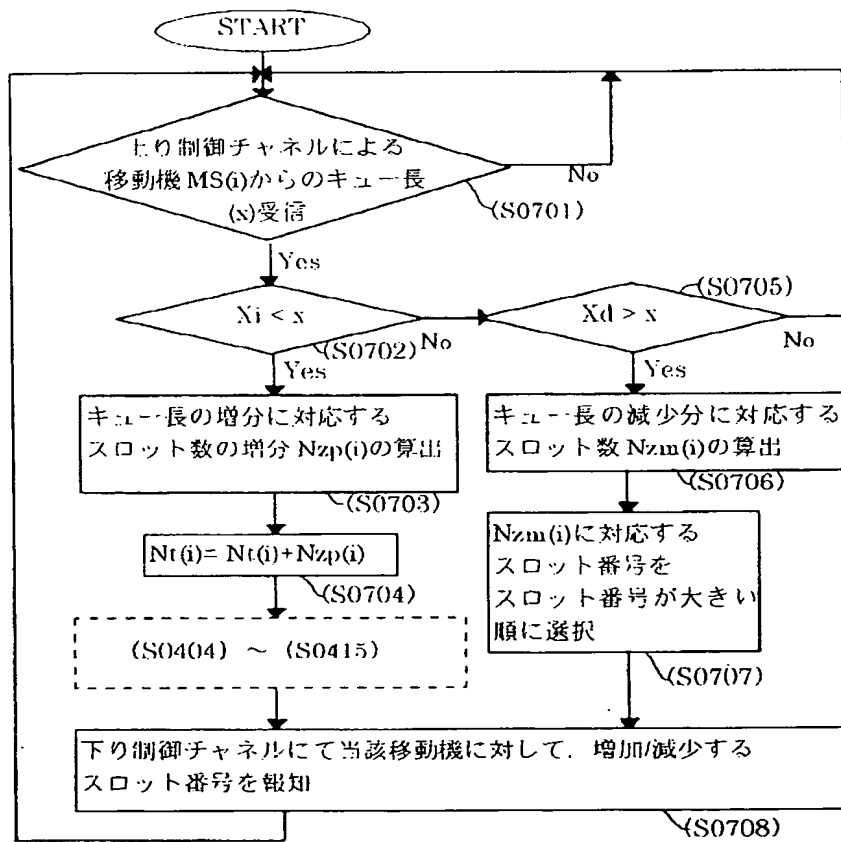 START
上り制御チャネルによる
移動機 MS(i)からのキュー長
(x)受信
No
(S0701)
Yes
Xi < x
No
(S0702)
Yes
Xd > x
(S0705)
No
Yes
キュー長の増分に対応する
スロット数の増分 Nzp(i)の算出
(S0703)
キュー長の減少分に対応する
スロット数 Nzm(i)の算出
(S0706)
Nt(i)= Nt(i)+Nzp(i)
(S0704)
Nzm(i)に対応する
スロット番号を
スロット番号が大きい
順に選択
(S0707)
(S0404) ～ (S0415)
下り制御チャネルにて当該移動機に対して、増加/減少する
スロット番号を報知
(S0708)